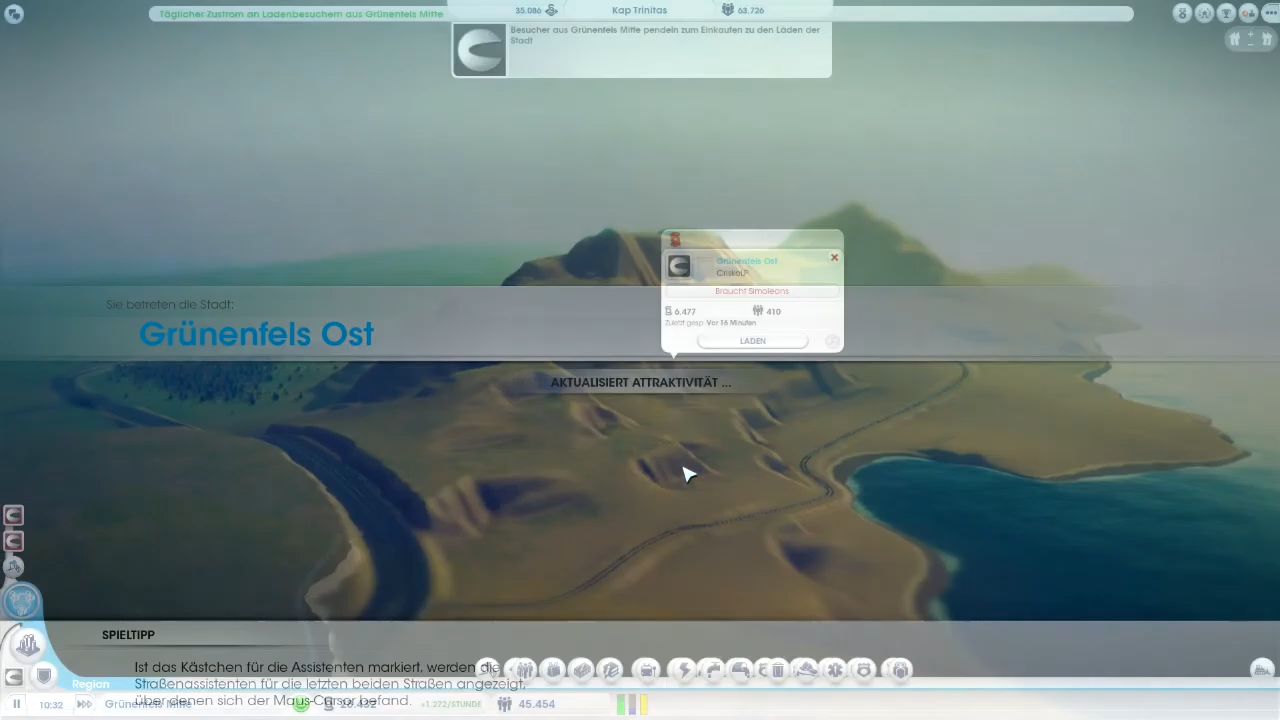 Täglicher Zustrom an Ladenbesuchern aus Grünenfels Mitte
35.086
Kap Trinitas
63.726
Besucher aus Grünenfels Mitte pendeln zum Einkaufen zu den Läden der
Stadt
Grünenfels Ost
Braucht Simoleons
6.477
410
Zuletzt gesp. Vor 16 Minuten
LADEN
Sie betreten die Stadt:
Grünenfels Ost
AKTUALISIERT ATTRAKTIVITÄT ...
SPIELTIPP
Ist das Kästchen für die Assistenten markiert, werden die
Straßenassistenten für die letzten beiden Straßen angezeigt,
über denen sich der Maus-Cursor befand.
Region
10:32
Grünenfels Mitte
+1.272/STUNDE
45.454